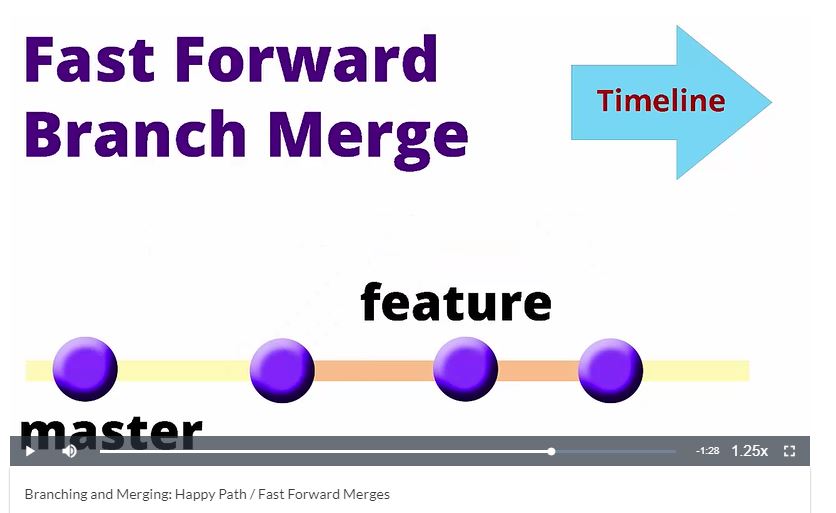 Fast Forward
Branch Merge
Timeline
feature
master
-1:28
1.25x
Branching and Merging: Happy Path / Fast Forward Merges